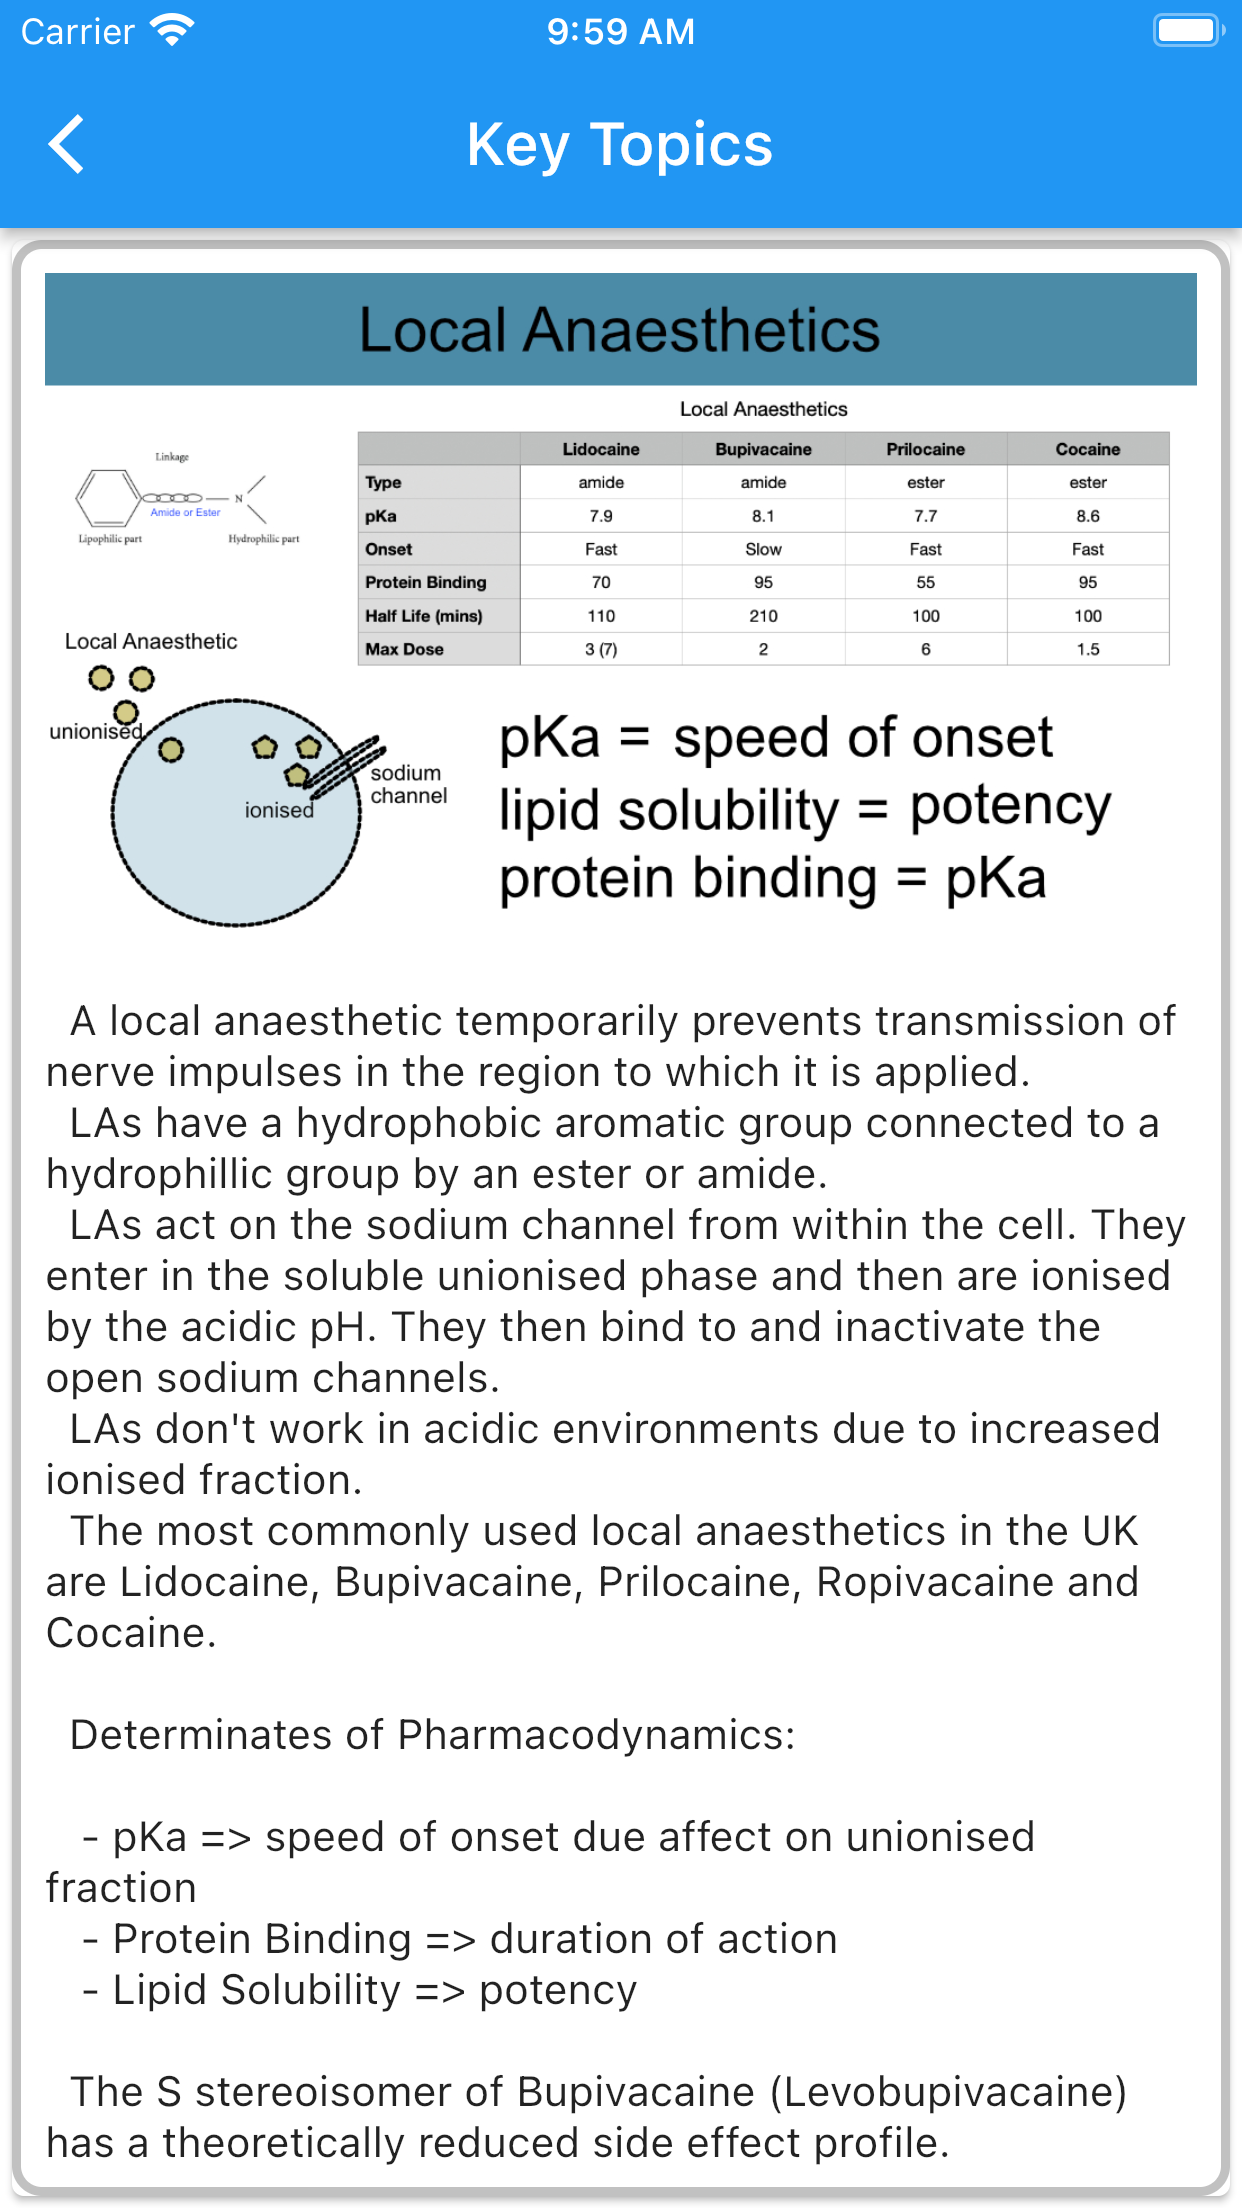 Carrier 9:59 AM
Key Topics
Local Anaesthetics
Local Anaesthetics
Lidocaine Bupivacaine Prilocaine Cocaine
Type amide amide ester ester
pKa 7.9 8.1 7.7 8.6
Onset Fast Slow Fast Fast
Protein Binding 70 95 55 95
Half Life (mins) 110 210 100 100
Max Dose 3 (7) 2 6 1.5
Linkage
N
Amide or Ester
Lipophilic part Hydrophilic part
Local Anaesthetic
unionised
ionised
sodium
channel
pKa = speed of onset
lipid solubility = potency
protein binding = pKa
A local anaesthetic temporarily prevents transmission of
nerve impulses in the region to which it is applied.
LAs have a hydrophobic aromatic group connected to a
hydrophillic group by an ester or amide.
LAs act on the sodium channel from within the cell. They
enter in the soluble unionised phase and then are ionised
by the acidic pH. They then bind to and inactivate the
open sodium channels.
LAs don't work in acidic environments due to increased
ionised fraction.
The most commonly used local anaesthetics in the UK
are Lidocaine, Bupivacaine, Prilocaine, Ropivacaine and
Cocaine.
Determinates of Pharmacodynamics:
- pKa => speed of onset due affect on unionised
fraction
- Protein Binding => duration of action
- Lipid Solubility => potency
The S stereoisomer of Bupivacaine (Levobupivacaine)
has a theoretically reduced side effect profile.